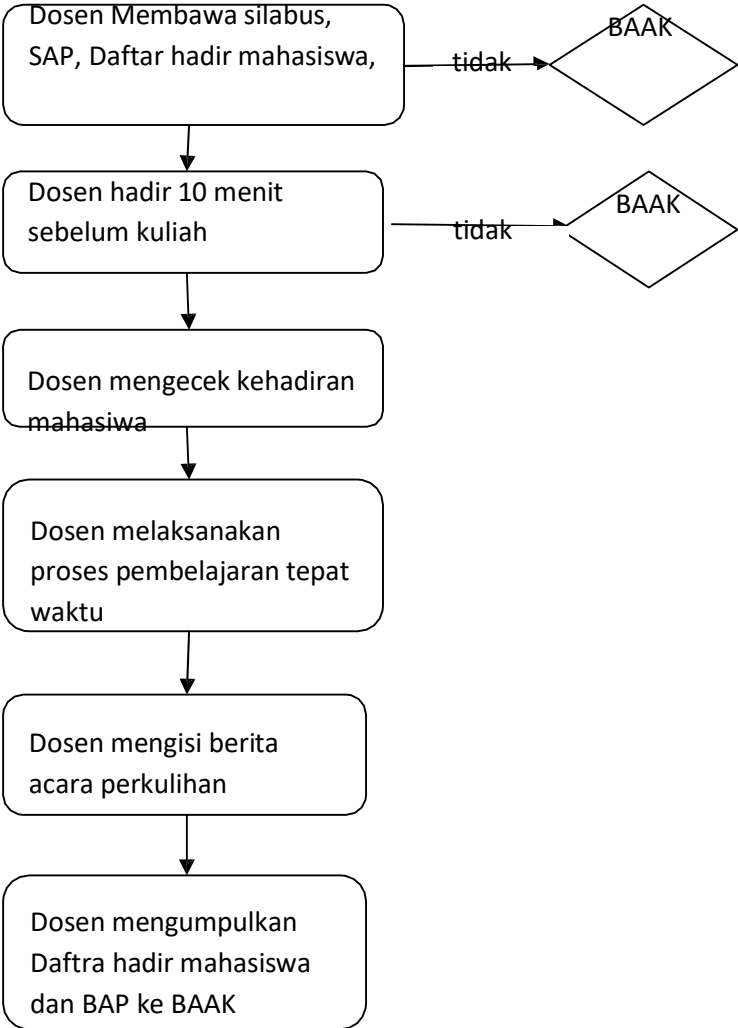 Dosen Membawa silabus,
SAP, Daftar hadir mahasiswa,
tidak
BAAK
Dosen hadir 10 menit
sebelum kuliah
tidak
BAAK
Dosen mengecek kehadiran
mahasiwa
Dosen melaksanakan
proses pembelajaran tepat
waktu
Dosen mengisi berita
acara perkulihan
Dosen mengumpulkan
Daftra hadir mahasiswa
dan BAP ke BAAK